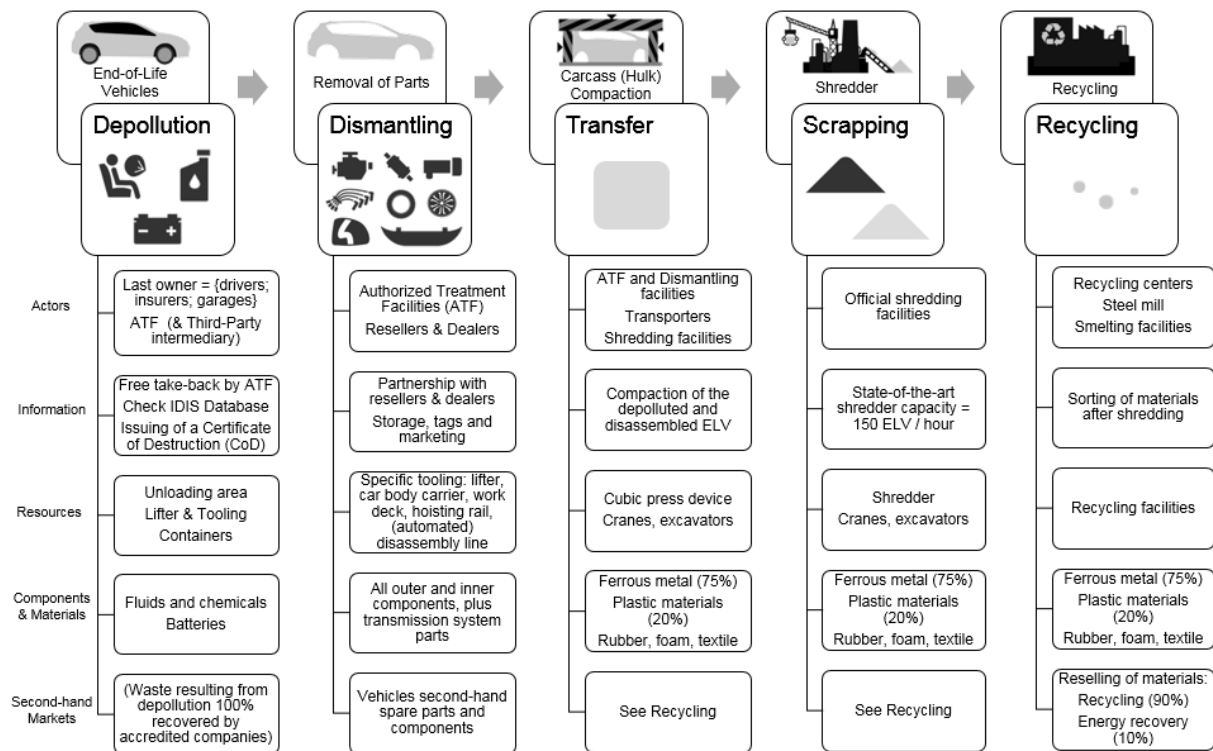 End-of-Life
Vehicles
Removal of Parts
Carcass (Hulk)
Compaction
Shredder
Recycling
Depollution
Dismantling
Transfer
Scrapping
Recycling
Actors
Last owner = {drivers;
insurers; garages}
ATF (& Third-Party
intermediary)
Authorized Treatment
Facilities (ATF)
Resellers & Dealers
ATF and Dismantling
facilities
Transporters
Shredding facilities
Official shredding
facilities
Recycling centers
Steel mill
Smelting facilities
Information
Free take-back by ATF
Check IDIS Database
Issuing of a Certificate
of Destruction (CoD)
Partnership with
resellers & dealers
Storage, tags and
marketing
Compaction of the
depolluted and
disassembled ELV
State-of-the-art
shredder capacity =
150 ELV / hour
Sorting of materials
after shredding
Resources
Unloading area
Lifter & Tooling
Containers
Specific tooling: lifter,
car body carrier, work
deck, hoisting rail,
(automated)
disassembly line
Cubic press device
Cranes, excavators
Shredder
Cranes, excavators
Recycling facilities
Components
& Materials
Fluids and chemicals
Batteries
All outer and inner
components, plus
transmission system
parts
Ferrous metal (75%)
Plastic materials
(20%)
Rubber, foam, textile
Ferrous metal (75%)
Plastic materials
(20%)
Rubber, foam, textile
Ferrous metal (75%)
Plastic materials
(20%)
Rubber, foam, textile
Second-hand
Markets
(Waste resulting from
depollution 100%
recovered by
accredited companies)
Vehicles second-hand
spare parts and
components
See Recycling
See Recycling
Reselling of materials:
Recycling (90%)
Energy recovery
(10%)